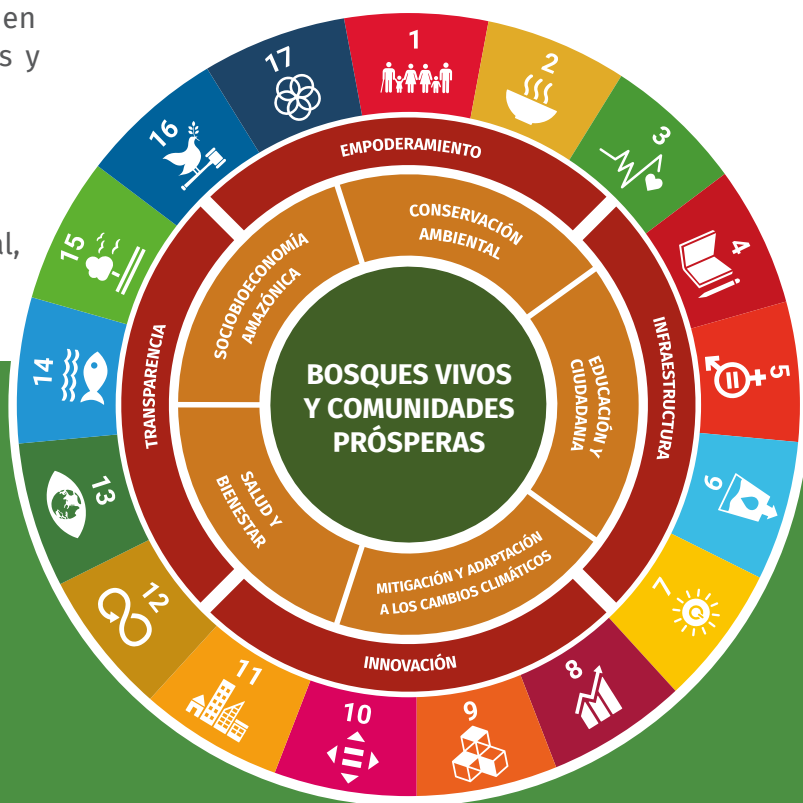 en
s y
al,
1
2
3
4
5
6
7
8
9
10
11
12
13
14
15
16
17
EMPODERAMIENTO
INFRAESTRUCTURA
INNOVACIÓN
TRANSPARENCIA
CONSERVACIÓN
AMBIENTAL
EDUCACIÓN Y
CIUDADANIA
MITIGACIÓN Y ADAPTACIÓN
A LOS CAMBIOS CLIMÁTICOS
SALUD Y
BIENESTAR
SOCIOBIOECONOMÍA
AMAZÓNICA
BOSQUES VIVOS
Y COMUNIDADES
PRÓSPERAS